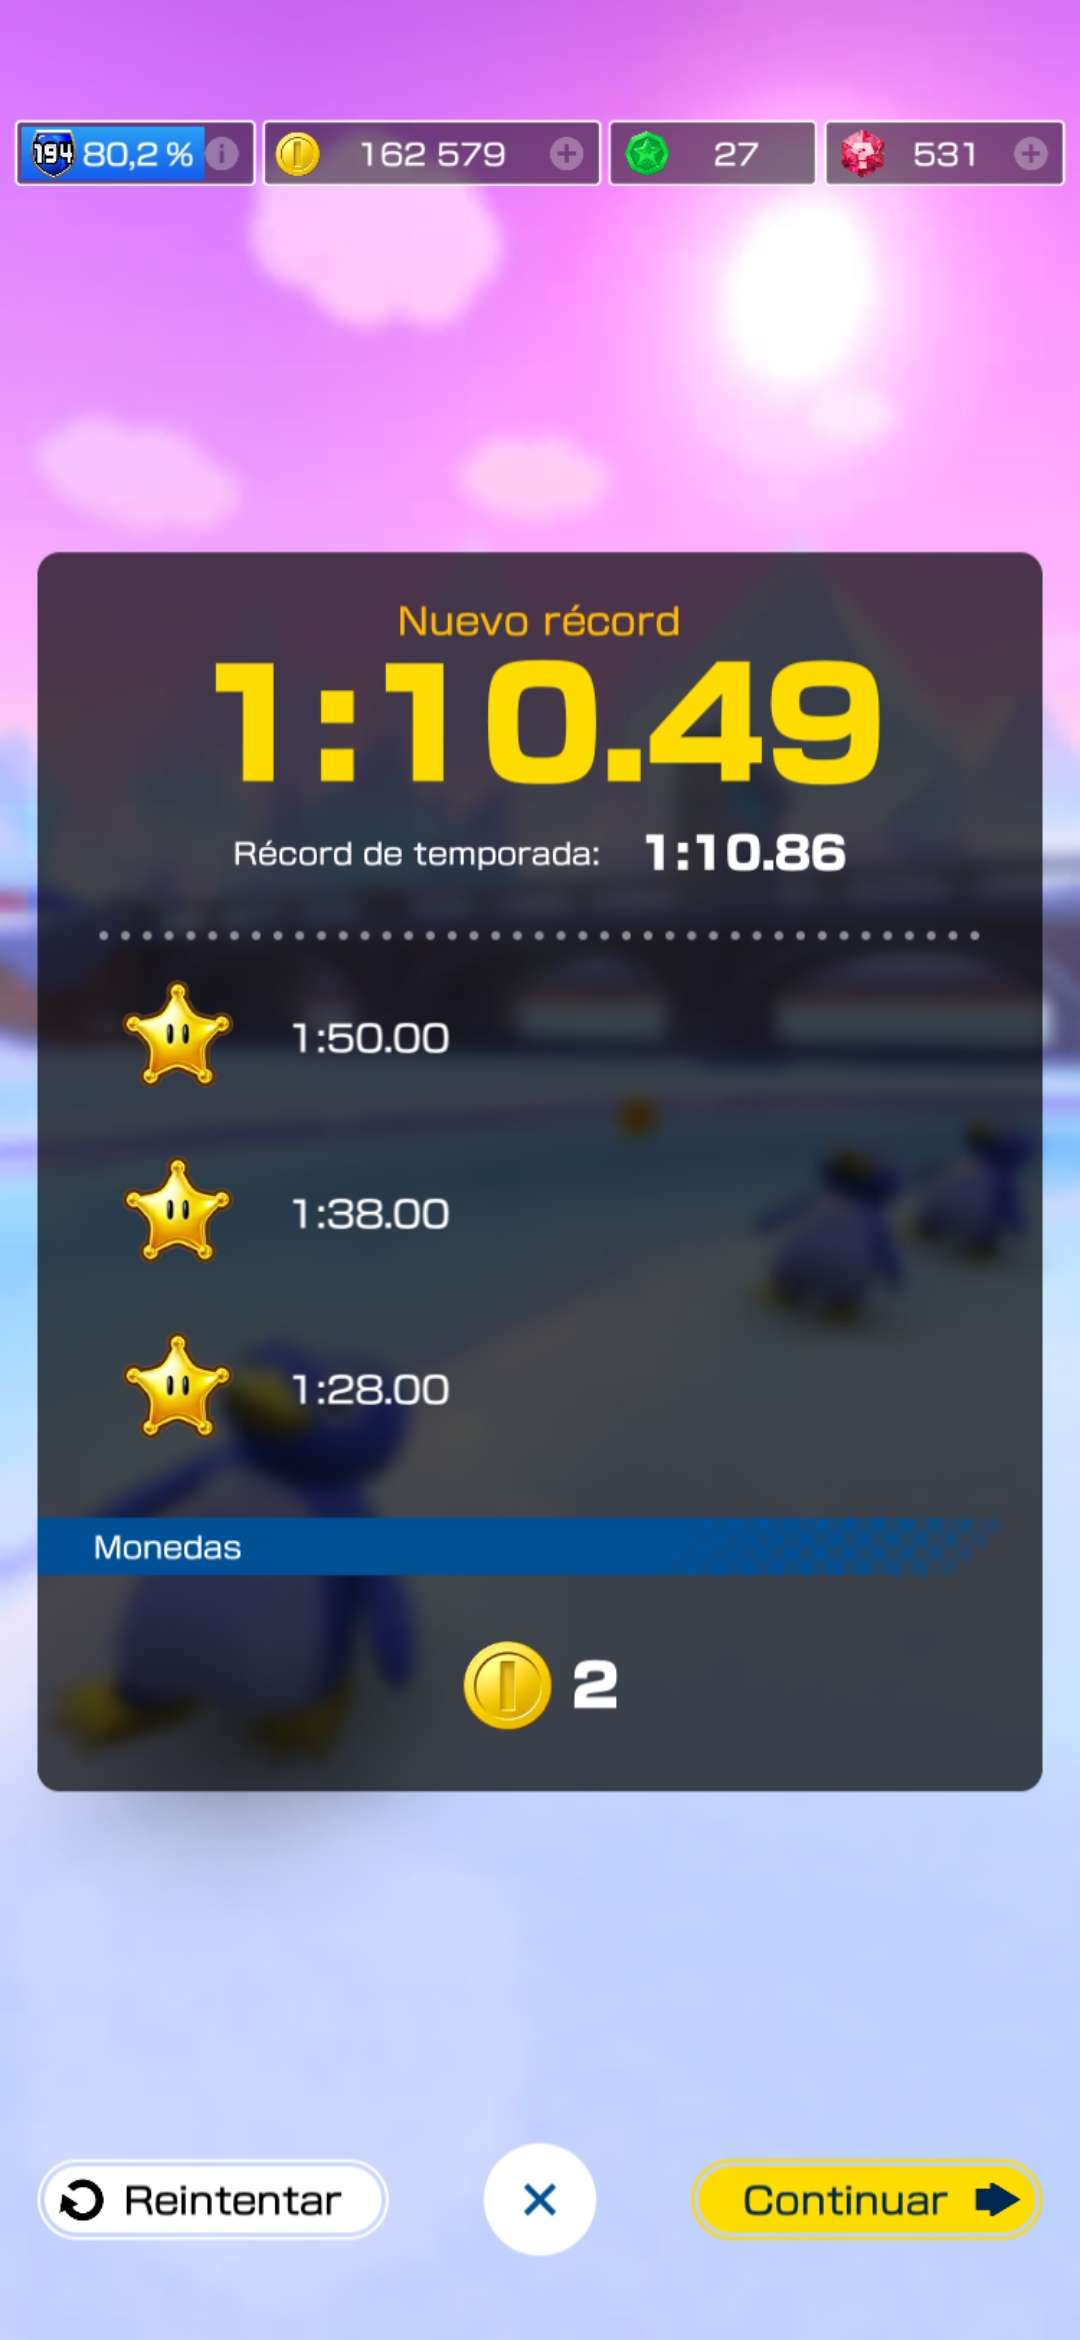 194 80,2 % i 162 579 + 27 ? 531 +
Nuevo récord
1:10.49
Récord de temporada: 1:10.86
1:50.00
1:38.00
1:28.00
Monedas
2
Reintentar × Continuar